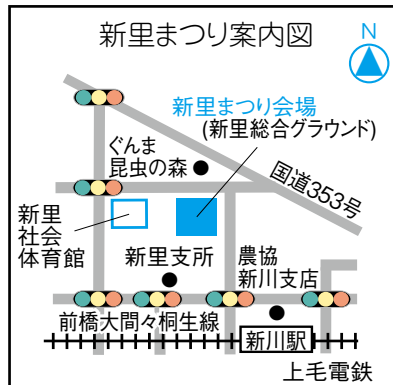 新里まつり案内図
N
新里まつり会場
(新里総合グラウンド)
ぐんま
昆虫の森
国道353号
新里
社会
体育館
新里支所
農協
新川支店
前橋大間々桐生線
新川駅
上毛電鉄